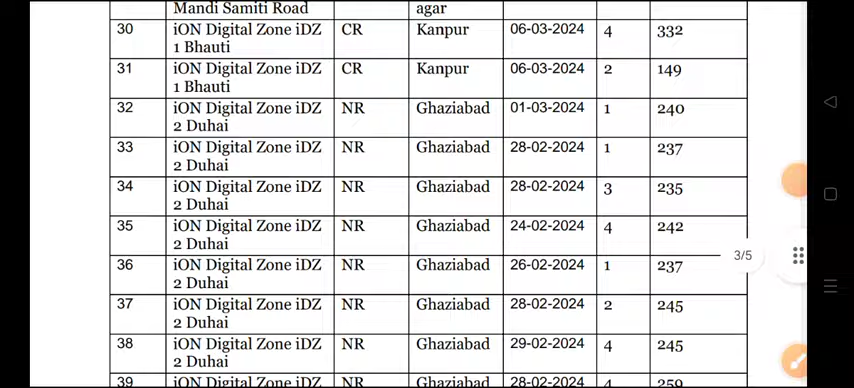 Mandi Samiti Road agar
30 iON Digital Zone iDZ CR Kanpur 06-03-2024 4 332
1 Bhauti
31 iON Digital Zone iDZ CR Kanpur 06-03-2024 2 149
1 Bhauti
32 iON Digital Zone iDZ NR Ghaziabad 01-03-2024 1 240
2 Duhai
33 iON Digital Zone iDZ NR Ghaziabad 28-02-2024 1 237
2 Duhai
34 iON Digital Zone iDZ NR Ghaziabad 28-02-2024 3 235
2 Duhai
35 iON Digital Zone iDZ NR Ghaziabad 24-02-2024 4 242
2 Duhai
36 iON Digital Zone iDZ NR Ghaziabad 26-02-2024 1 237
2 Duhai
3/5
37 iON Digital Zone iDZ NR Ghaziabad 28-02-2024 2 245
2 Duhai
38 iON Digital Zone iDZ NR Ghaziabad 29-02-2024 4 245
2 Duhai
39 iON Digital Zone iDZ NR Ghaziabad 28-02-2024 4 259